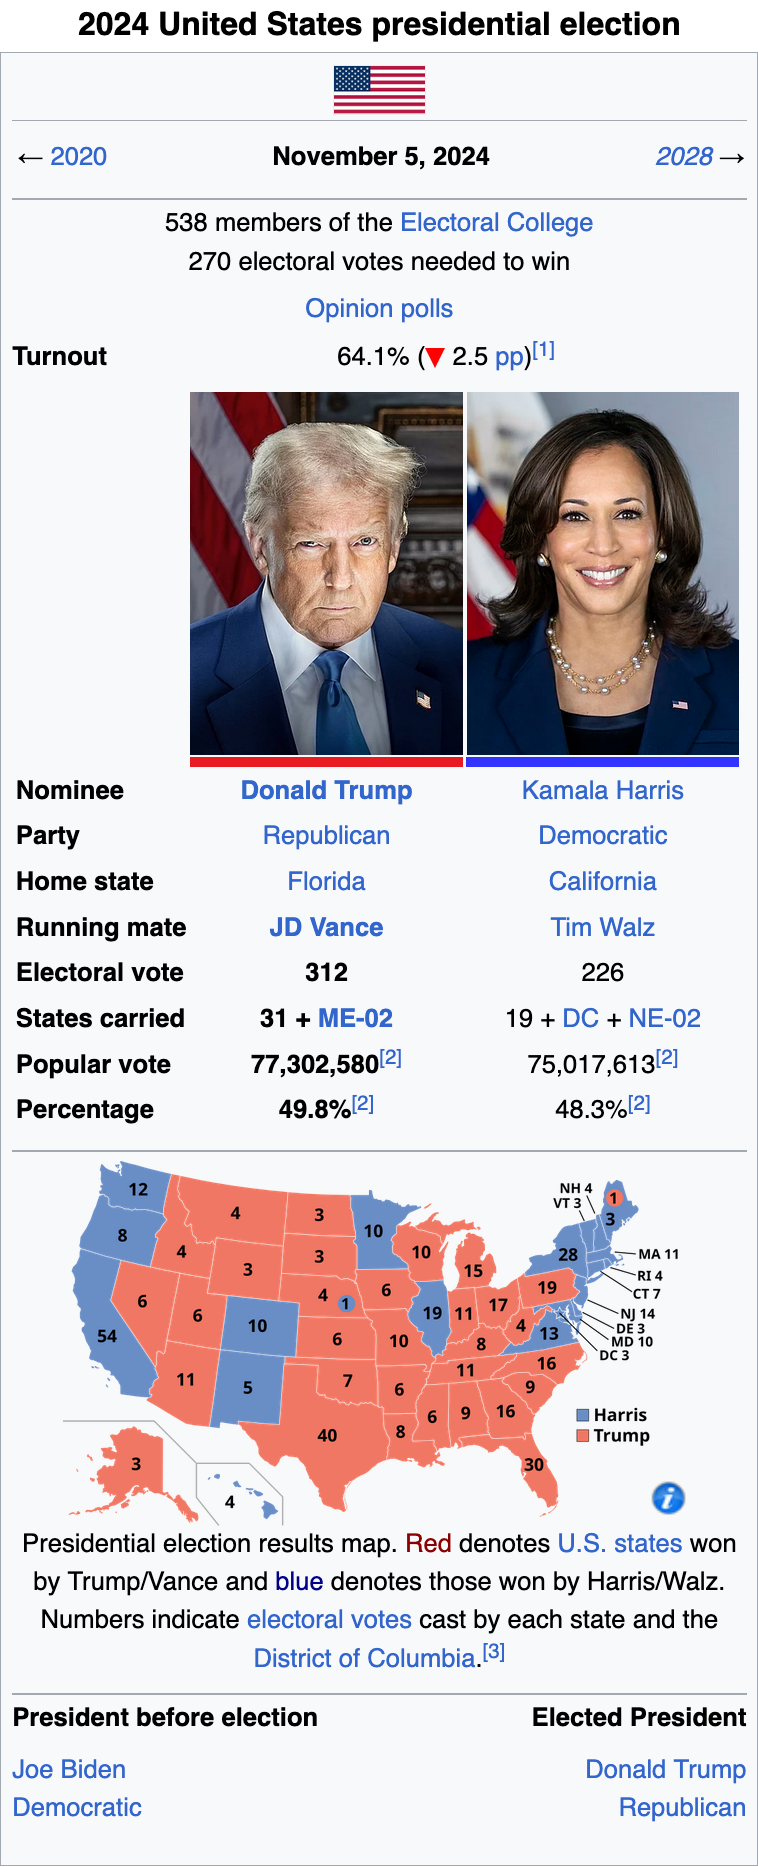 2024 United States presidential election
← 2020 November 5, 2024 2028 →
538 members of the Electoral College
270 electoral votes needed to win
Opinion polls
Turnout 64.1% (▼ 2.5 pp)[1]
Nominee Donald Trump Kamala Harris
Party Republican Democratic
Home state Florida California
Running mate JD Vance Tim Walz
Electoral vote 312 226
States carried 31 + ME-02 19 + DC + NE-02
Popular vote 77,302,580[2] 75,017,613[2]
Percentage 49.8%[2] 48.3%[2]
12
8
54
6
4
4
3
6
10
11
5
3
3
4
1
6
7
40
10
6
10
6
8
10
19
15
11
17
8
11
6
9
16
30
9
16
13
4
19
28
VT 3
NH 4
1
3
MA 11
RI 4
CT 7
NJ 14
DE 3
MD 10
DC 3
3
4
Harris
Trump
i
Presidential election results map. Red denotes U.S. states won
by Trump/Vance and blue denotes those won by Harris/Walz.
Numbers indicate electoral votes cast by each state and the
District of Columbia.[3]
President before election Elected President
Joe Biden Donald Trump
Democratic Republican